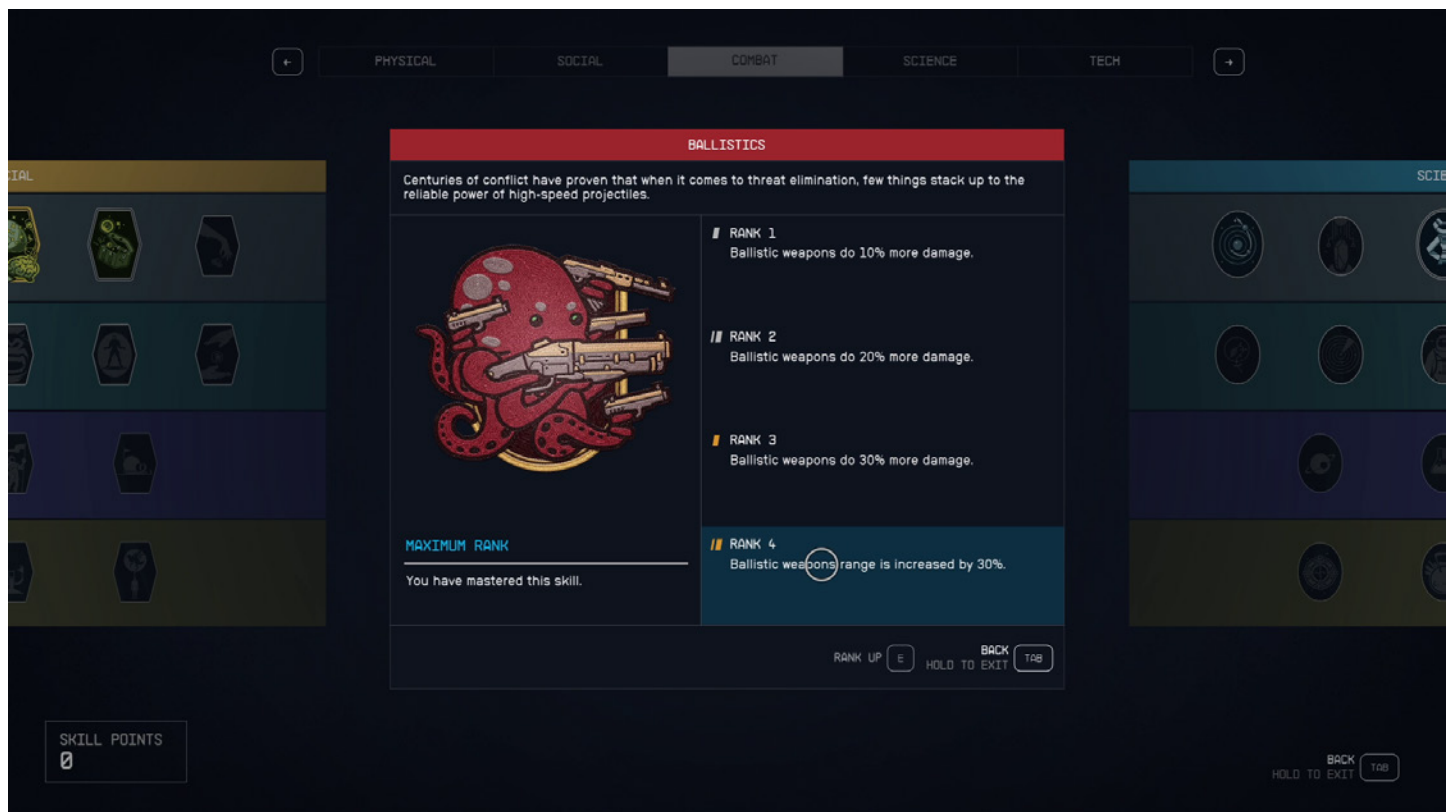 ←
PHYSICAL
SOCIAL
COMBAT
SCIENCE
TECH
→
BALLISTICS
Centuries of conflict have proven that when it comes to threat elimination, few things stack up to the
reliable power of high-speed projectiles.
CIAL
SCIE
RANK 1
Ballistic weapons do 10% more damage.
RANK 2
Ballistic weapons do 20% more damage.
RANK 3
Ballistic weapons do 30% more damage.
MAXIMUM RANK
You have mastered this skill.
RANK 4
Ballistic weapons range is increased by 30%.
RANK UP E
BACK
HOLD TO EXIT TAB
SKILL POINTS
0
BACK
HOLD TO EXIT TAB